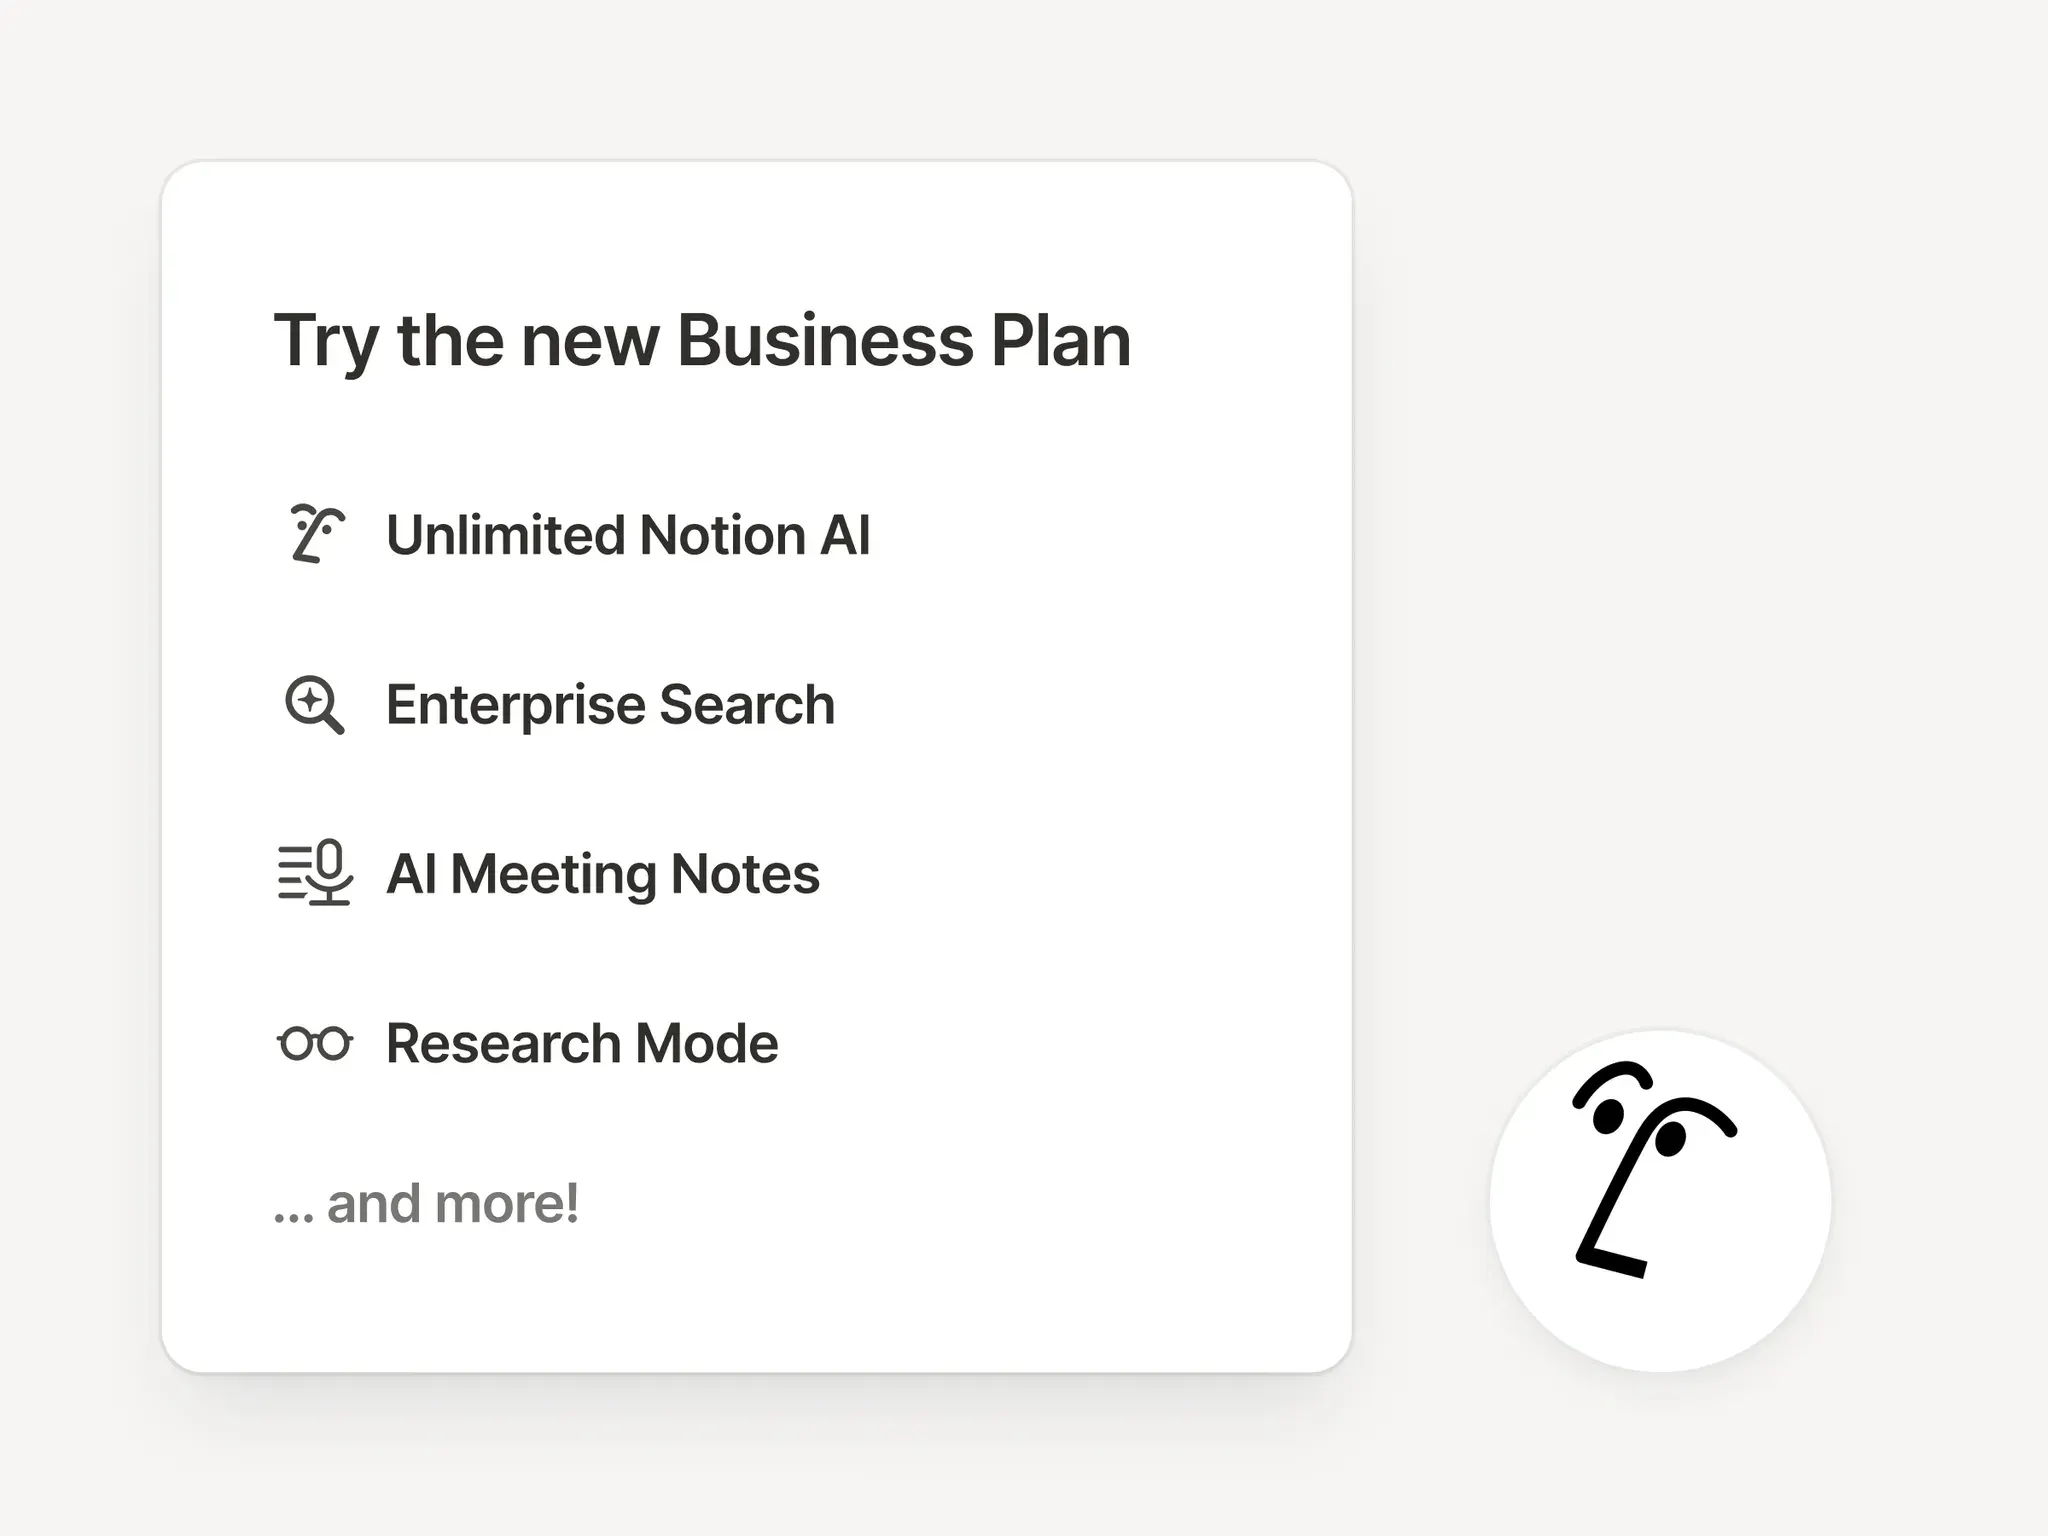 Try the new Business Plan
Unlimited Notion AI
Enterprise Search
AI Meeting Notes
Research Mode
... and more!